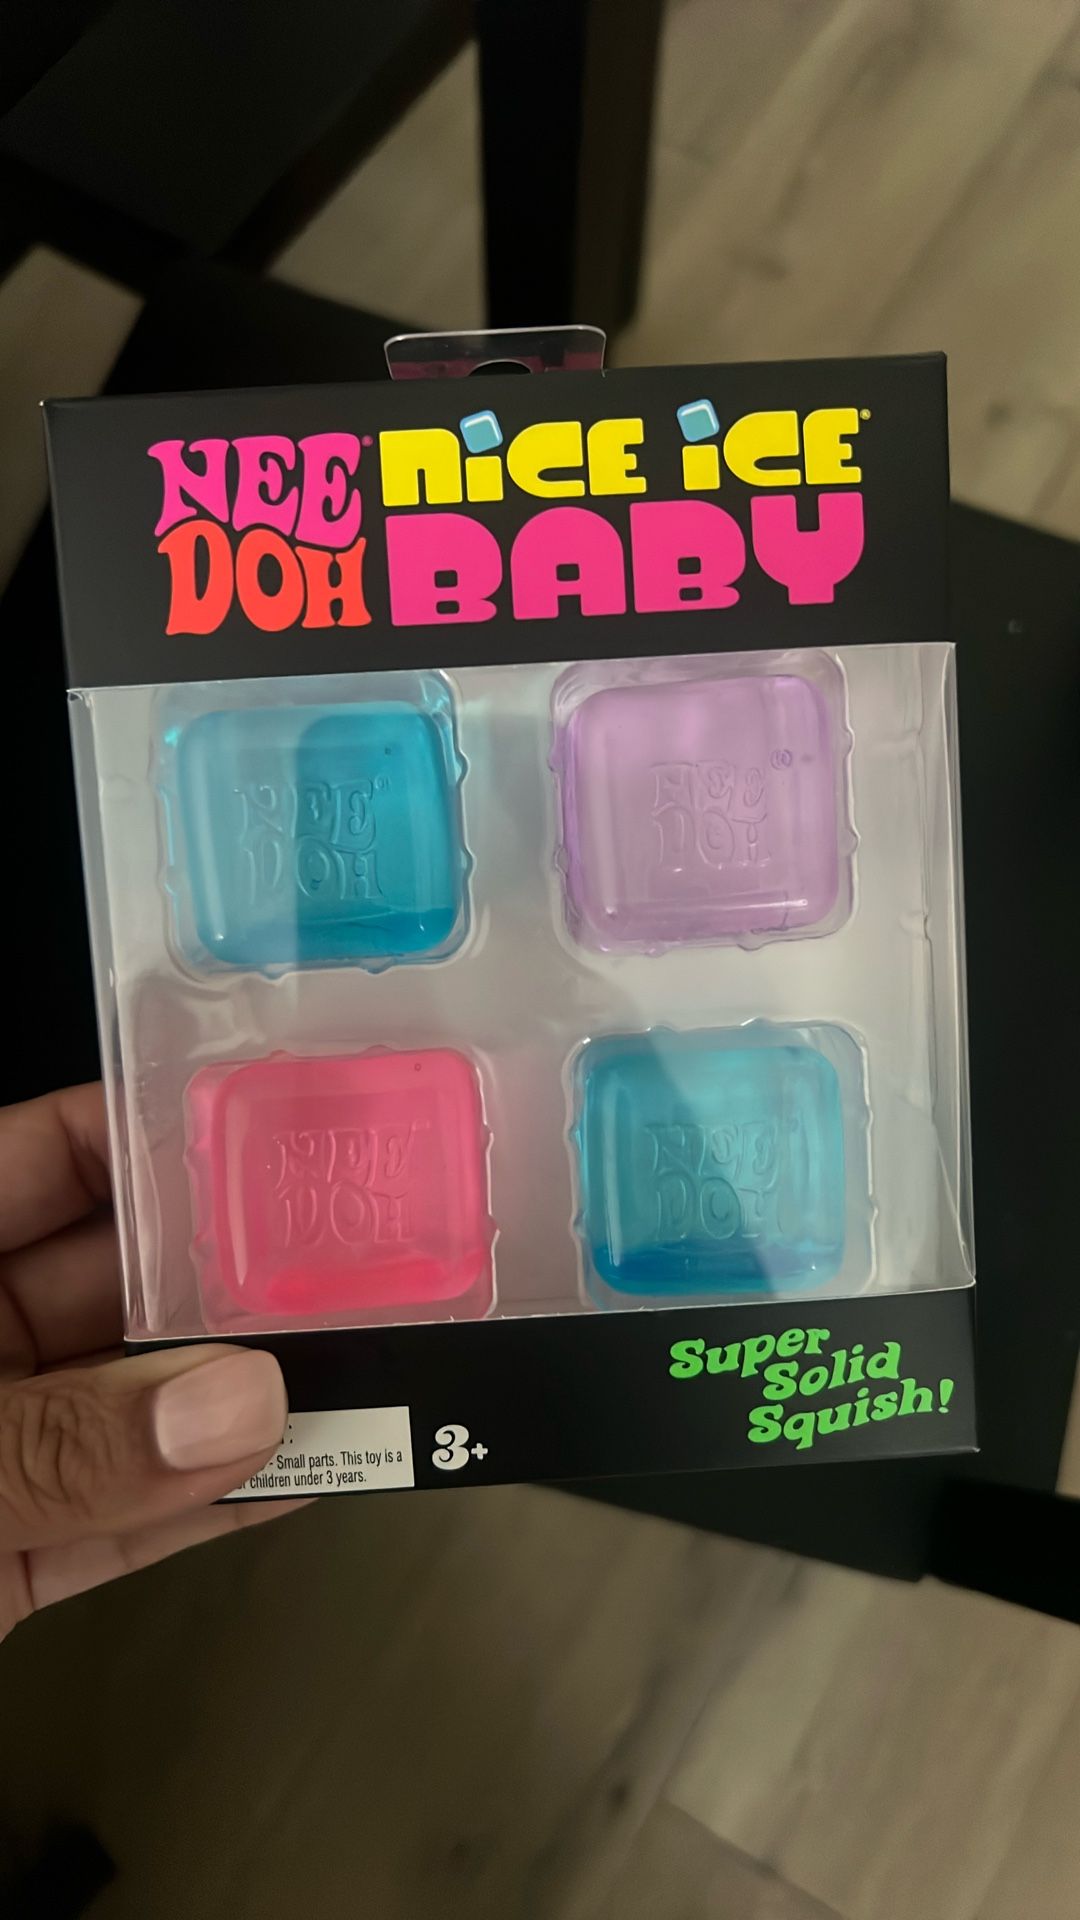 NEE® NiCE iCE®
DOH BABY
NEE®
DOH
NEE®
DOH
NEE
DOH
NEE
DOH
Super
Solid
Squish!
- Small parts. This toy is a
children under 3 years.
3+